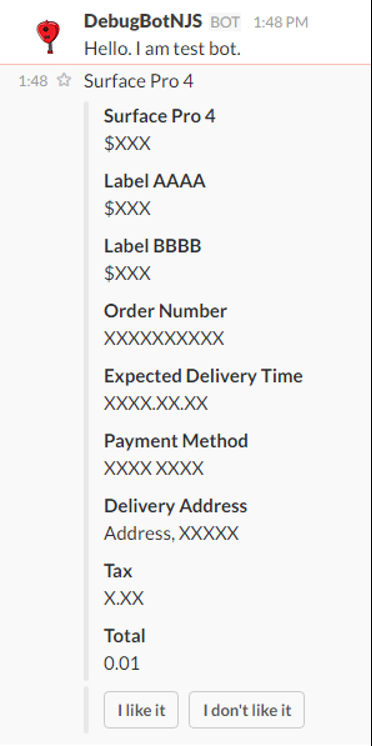 DebugBotNJS BOT 1:48 PM
Hello. I am test bot.
1:48 Surface Pro 4
Surface Pro 4
$XXX
Label AAAA
$XXX
Label BBBB
$XXX
Order Number
XXXXXXXXXX
Expected Delivery Time
XXXX.XX.XX
Payment Method
XXXX XXXX
Delivery Address
Address, XXXXX
Tax
X.XX
Total
0.01
I like it I don't like it